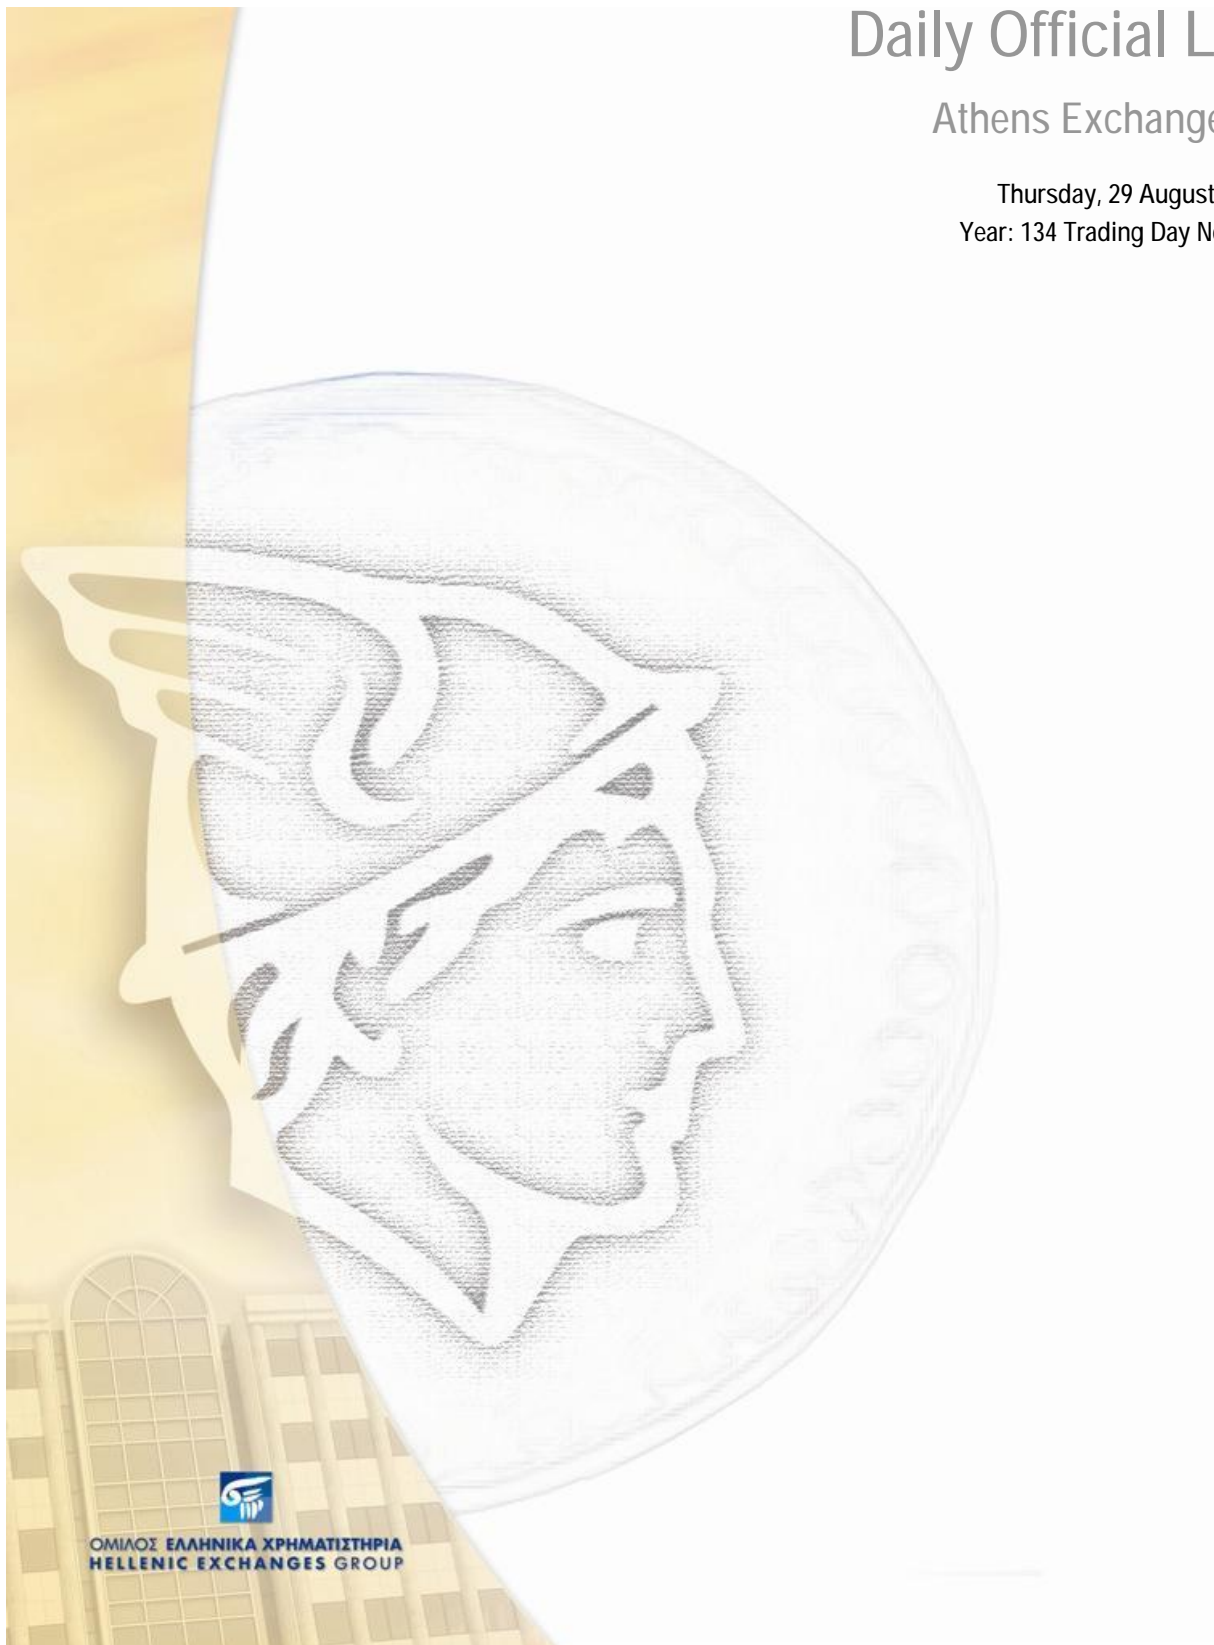 Daily Official L
Athens Exchange
Thursday, 29 August
Year: 134 Trading Day N
ΟΜΙΛΟΣ ΕΛΛΗΝΙΚΑ ΧΡΗΜΑΤΙΣΤΗΡΙΑ
HELLENIC EXCHANGES GROUP